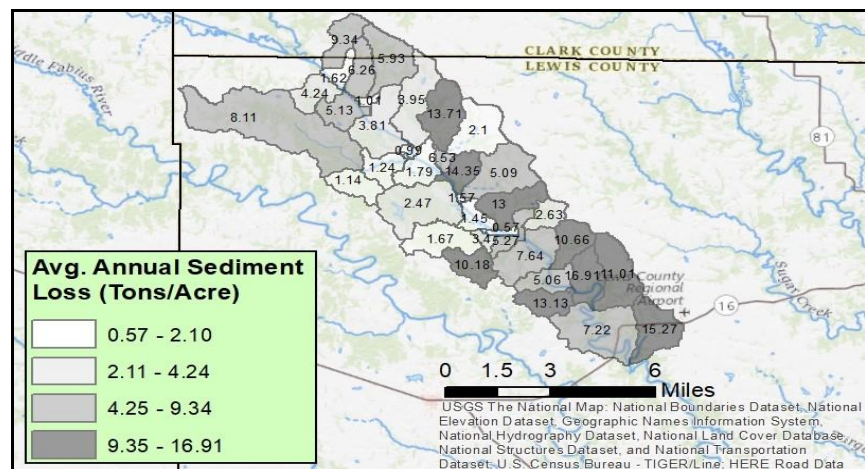 9.34
5.93
CLARK COUNTY
6.26
LEWIS COUNTY
ddle Fabius River
1.62
4.24
1.01
3.95
8.11
5.13
13.71
3.81
2.1
81
0.99
6.53
1.24
1.79
14.35
5.09
1.14
1.57
2.47
13
1.45
2.63
0.57
1.67
3.4
5.27
10.66
7.64
10.18
16.91
11.01
County
5.06
Regional
Airport
Sugar Creek
13.13
16
7.22
15.27
Avg. Annual Sediment
Loss (Tons/Acre)
0.57 - 2.10
2.11 - 4.24
4.25 - 9.34
9.35 - 16.91
0 1.5 3 6
Miles
USGS The National Map: National Boundaries Dataset, National
Elevation Dataset, Geographic Names Information System,
National Hydrography Dataset, National Land Cover Database,
National Structures Dataset, and National Transportation
Dataset, U.S. Census Bureau - TIGER/Line, HERE Road Data